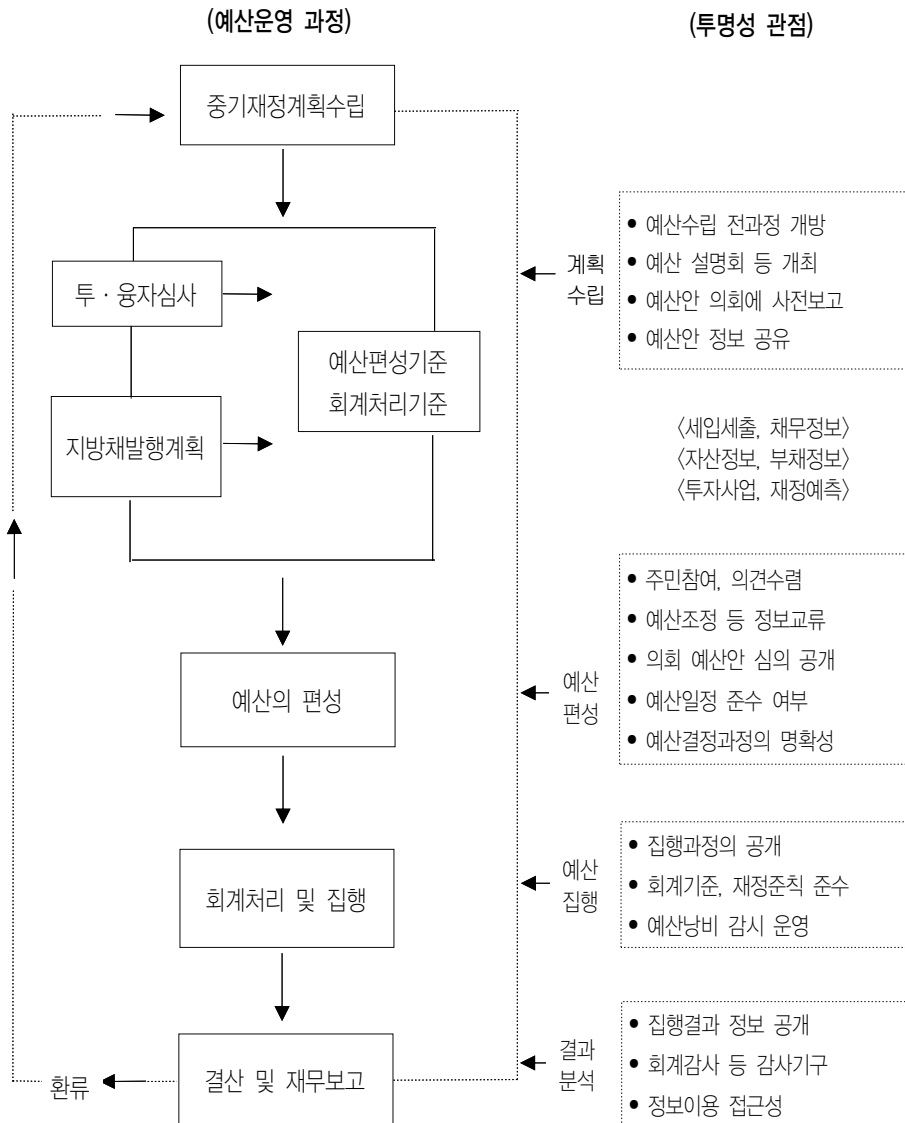 (예산운영 과정)
(투명성 관점)
중기재정계획수립
투 · 융자심사
예산편성기준
회계처리기준
지방채발행계획
예산의 편성
회계처리 및 집행
결산 및 재무보고
환류
계획
수립
• 예산수립 전과정 개방
• 예산 설명회 등 개최
• 예산안 의회에 사전보고
• 예산안 정보 공유
〈세입세출, 채무정보〉
〈자산정보, 부채정보〉
〈투자사업, 재정예측〉
예산
편성
• 주민참여, 의견수렴
• 예산조정 등 정보교류
• 의회 예산안 심의 공개
• 예산일정 준수 여부
• 예산결정과정의 명확성
예산
집행
• 집행과정의 공개
• 회계기준, 재정준칙 준수
• 예산낭비 감시 운영
결과
분석
• 집행결과 정보 공개
• 회계감사 등 감사기구
• 정보이용 접근성